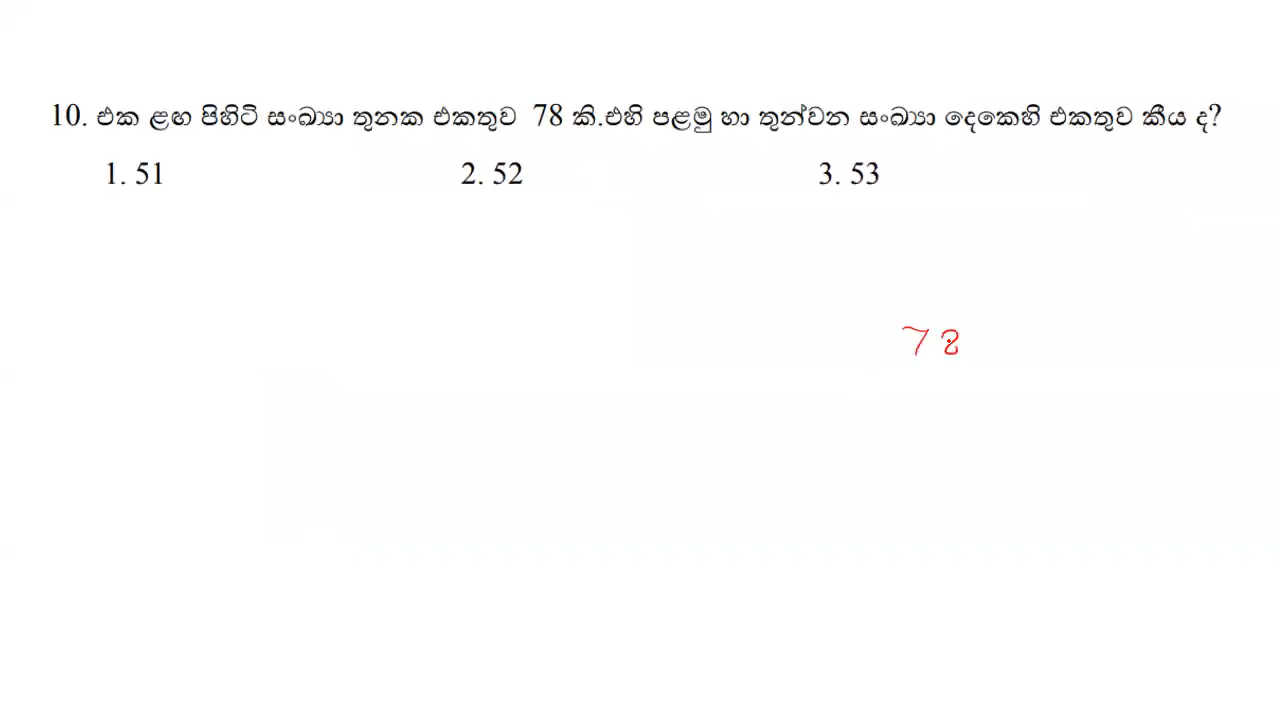 10. එක ළඟ පිහිටි සංඛ්‍යා තුනක එකතුව 78 කි.එහි පළමු හා තුන්වන සංඛ්‍යා දෙකෙහි එකතුව කීය ද?
1. 51 2. 52 3. 53
78